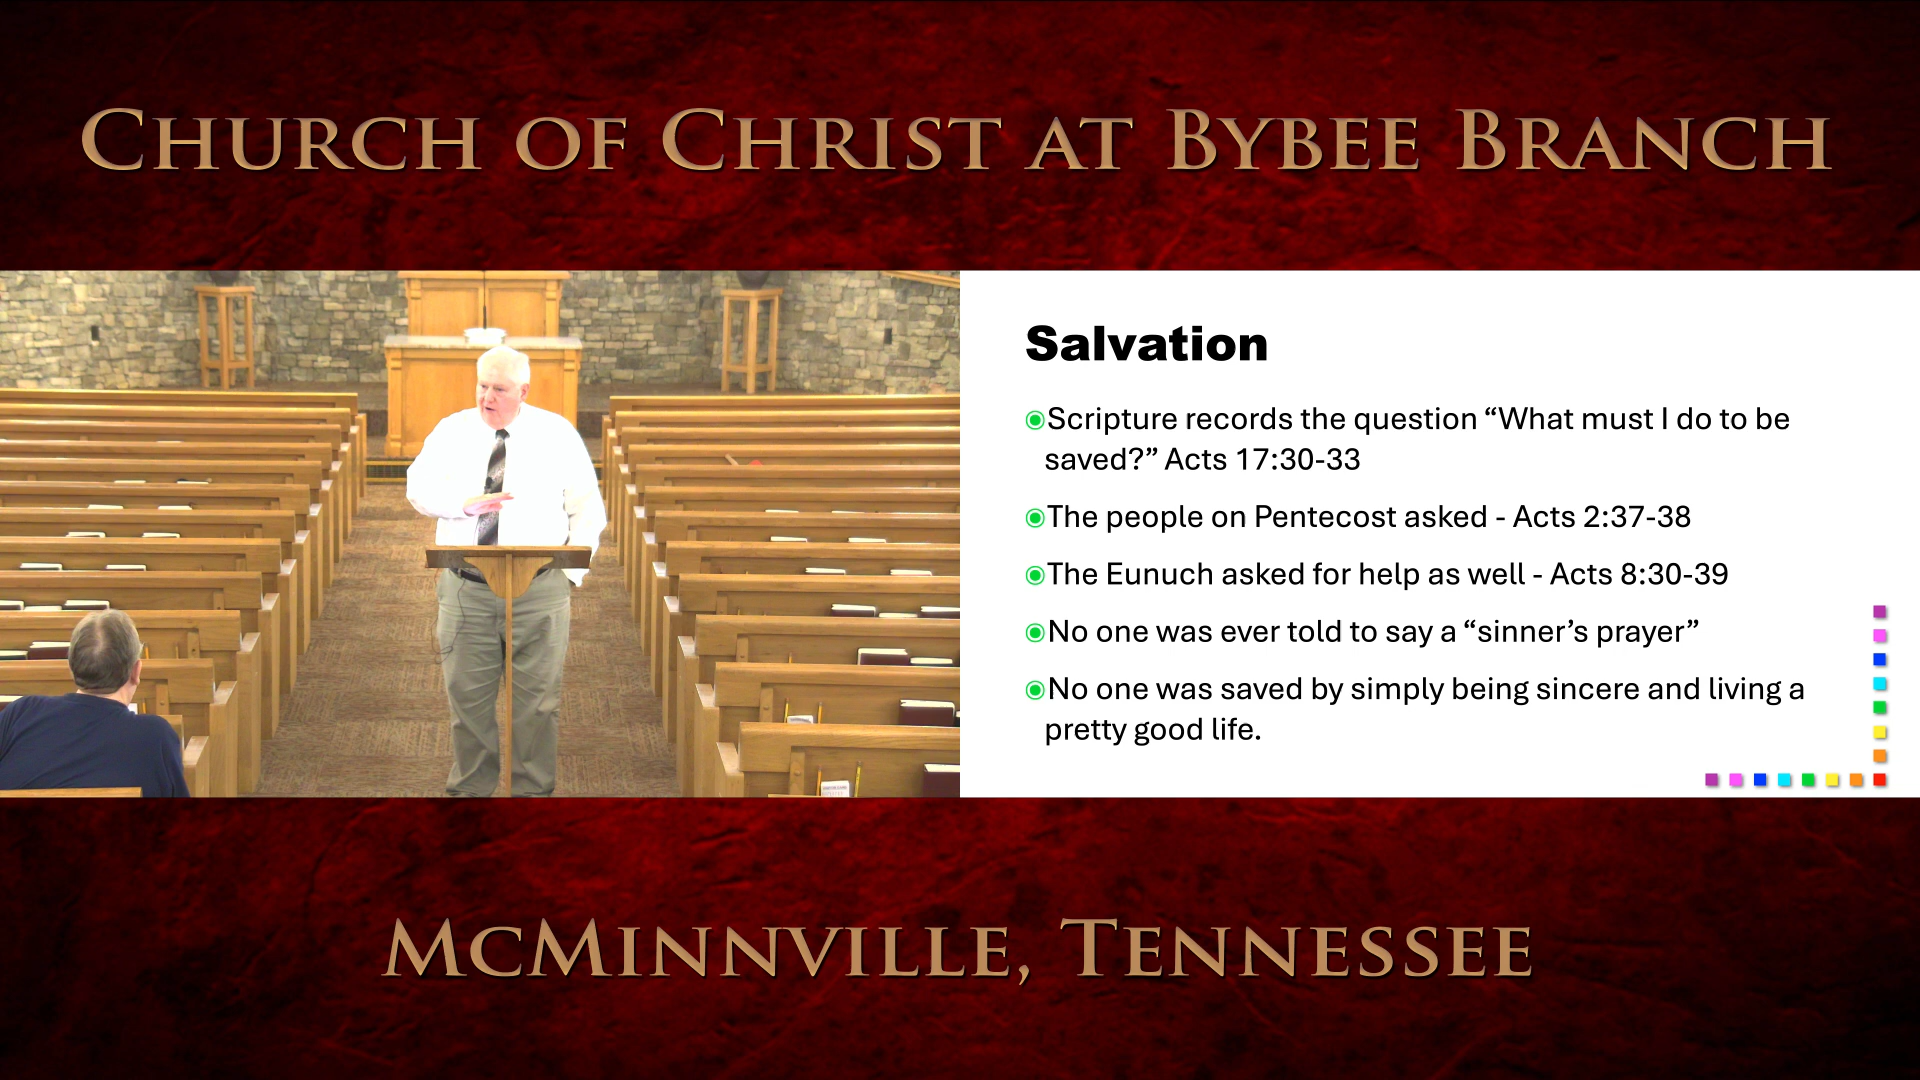 Church of Christ at Bybee Branch
Salvation
Scripture records the question “What must I do to be
saved?” Acts 17:30-33
The people on Pentecost asked - Acts 2:37-38
The Eunuch asked for help as well - Acts 8:30-39
No one was ever told to say a “sinner’s prayer”
No one was saved by simply being sincere and living a
pretty good life.
McMinnville, Tennessee